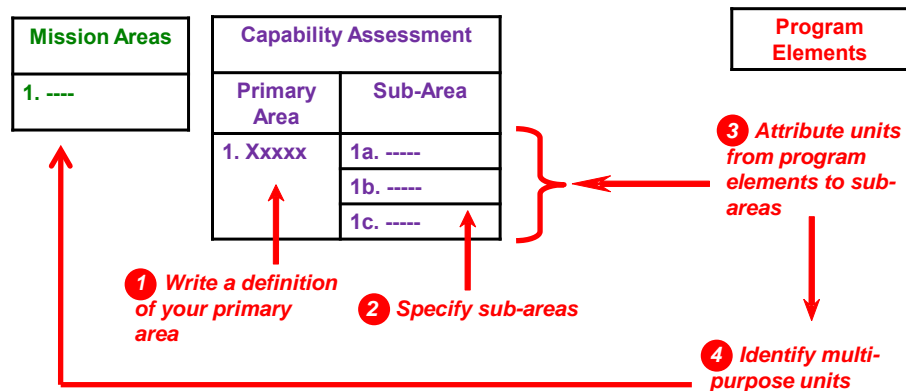 Mission Areas
1. ----
Capability Assessment
Primary
Area
Sub-Area
1. Xxxxx
1a. -----
1b. -----
1c. -----
Program
Elements
1 Write a definition
of your primary
area
2 Specify sub-areas
3 Attribute units
from program
elements to sub-
areas
4 Identify multi-
purpose units